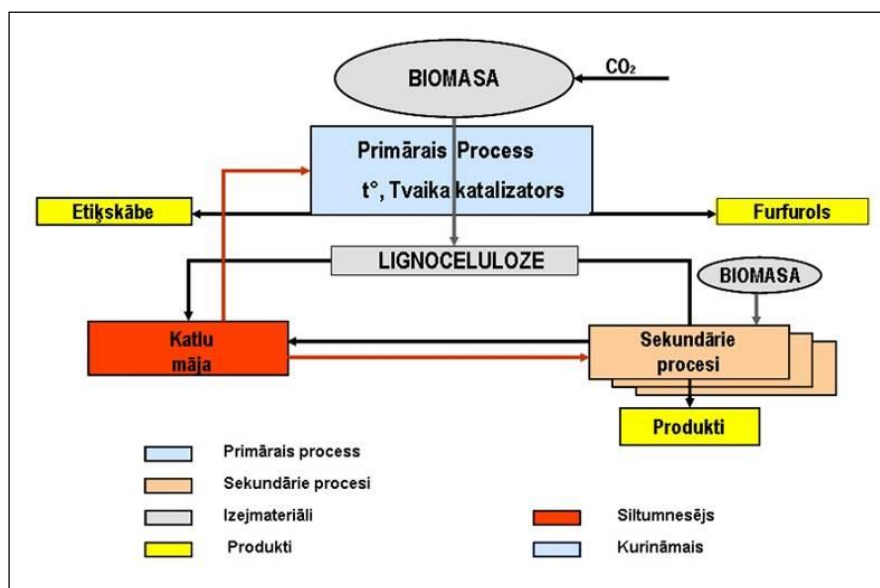 BIOMASA
CO₂
Primārais Process
t°, Tvaika katalizators
Etiķskābe
Furfurols
LIGNOCELULOZE
BIOMASA
Katlu
māja
Sekundārie
procesi
Produkti
Primārais process
Sekundārie procesi
Izejmateriāli
Produkti
Siltumnesējs
Kurināmais